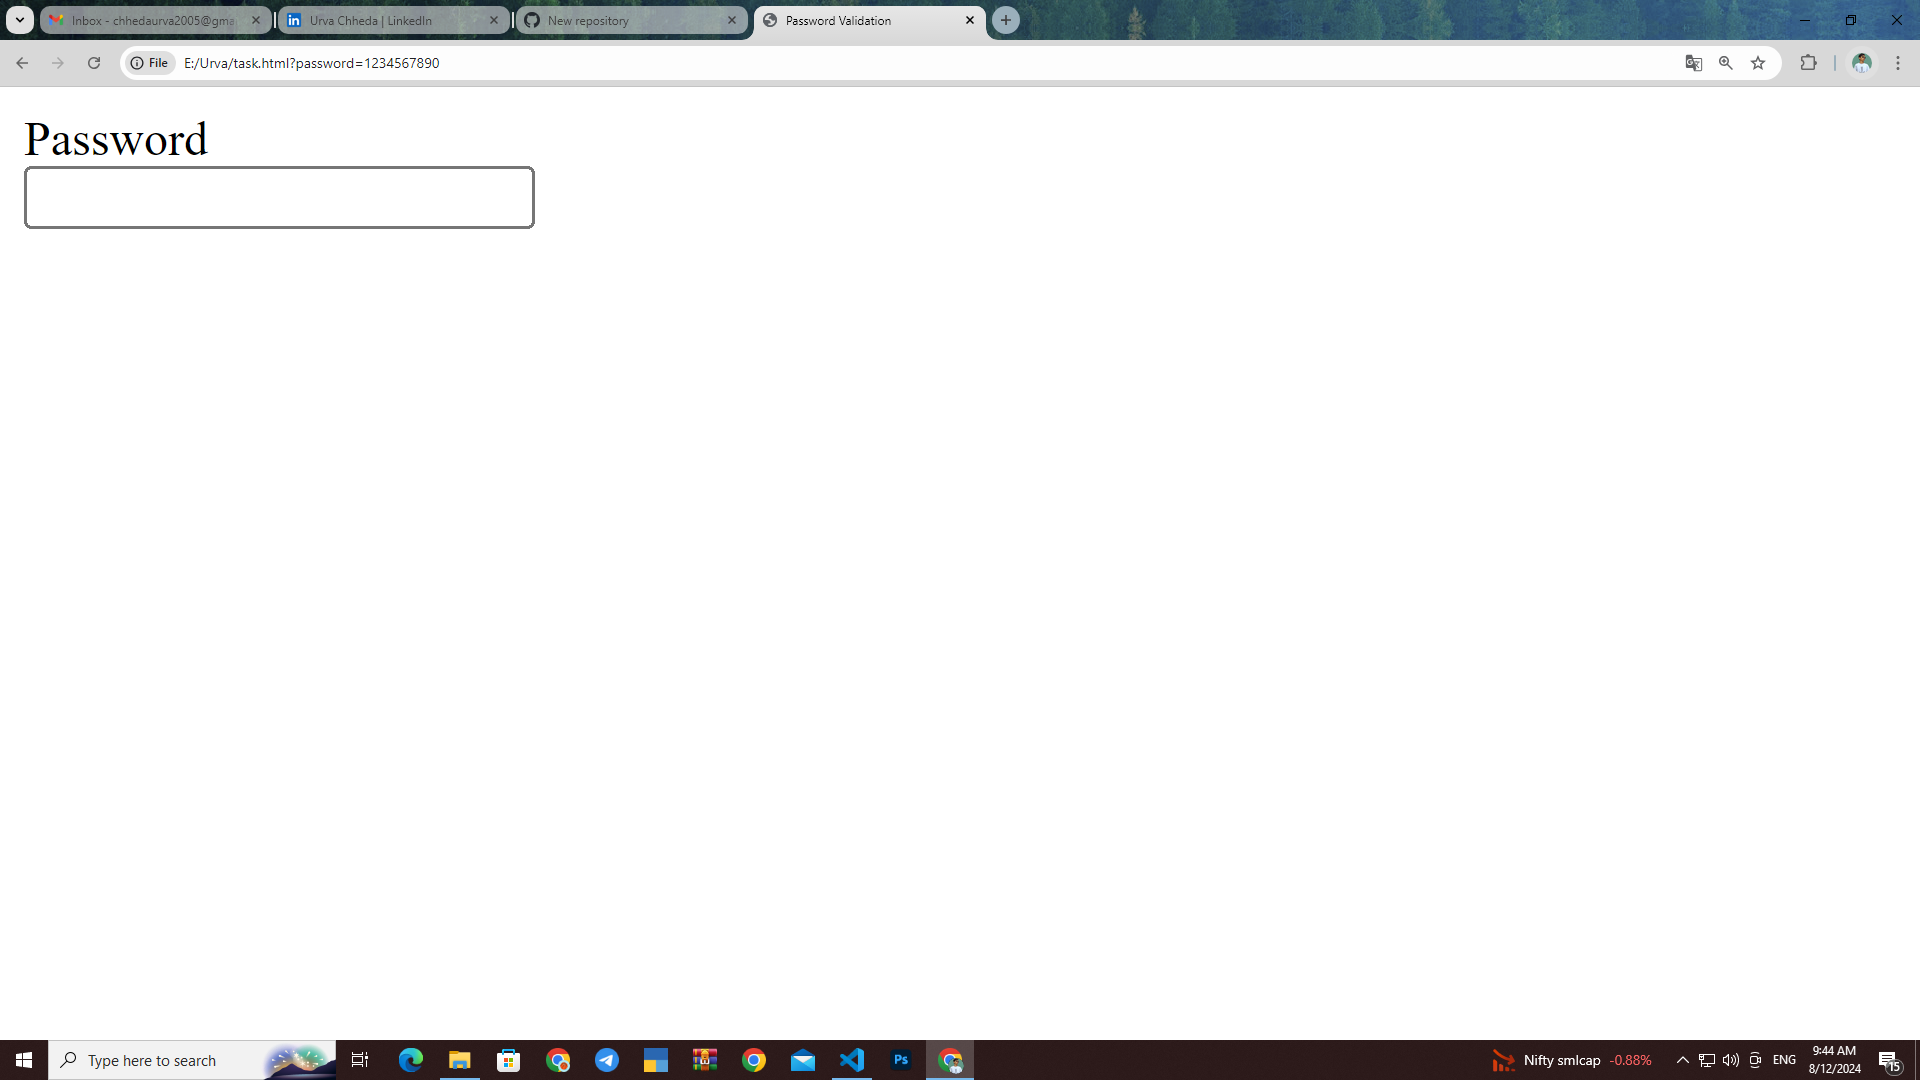 Inbox - chhedaurva2005@gma
Urva Chheda | LinkedIn
New repository
Password Validation
File
E:/Urva/task.html?password=1234567890
Password
Type here to search
Ps
Nifty smlcap -0.88%
ENG
9:44 AM
8/12/2024
15